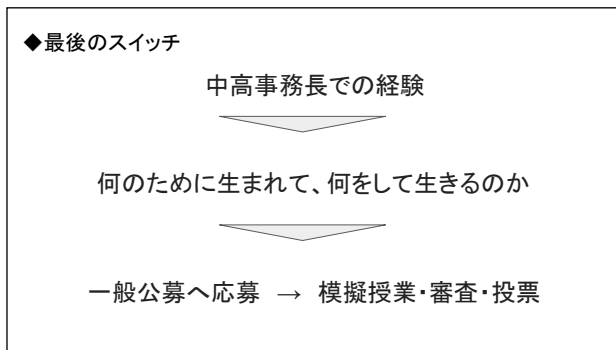 ◆最後のスイッチ
中高事務長での経験
何のために生まれて、何をして生きるのか
一般公募へ応募 → 模擬授業・審査・投票